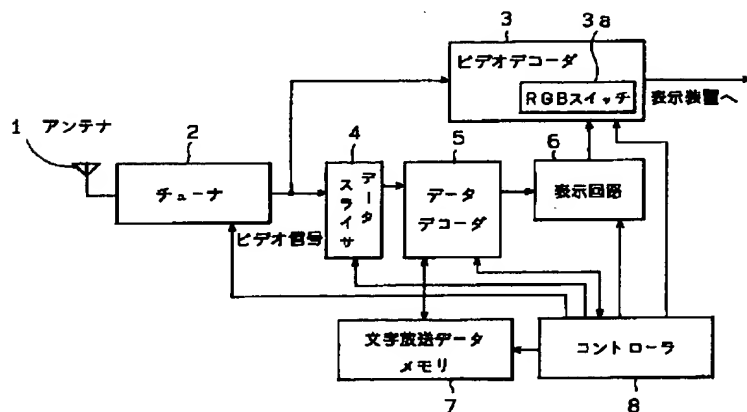 3
3a
ビデオデコーダ
RGBスイッチ
表示装置へ
1
アンテナ
2
チューナ
ビデオ信号
4
データ
スライサ
5
データ
デコーダ
6
表示回路
文字放送データ
メモリ
7
コントローラ
8